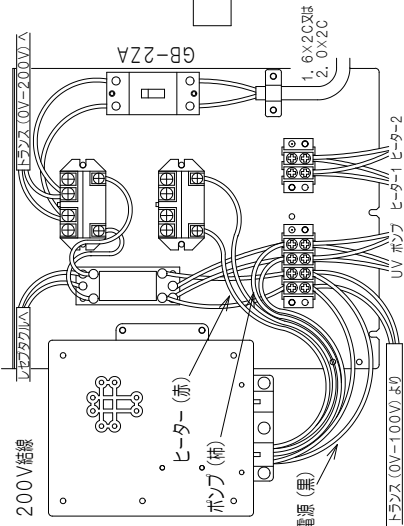 200V結線
レセプタクルへ
トランス (0V-200V) へ
GB-2ZA
1. 6×2C又は
2. 0×2C
ヒーター (赤)
ポンプ (柿)
電源 (黒)
トランス (0V-100V) より
UV ポンプ ヒーター1 ヒーター2